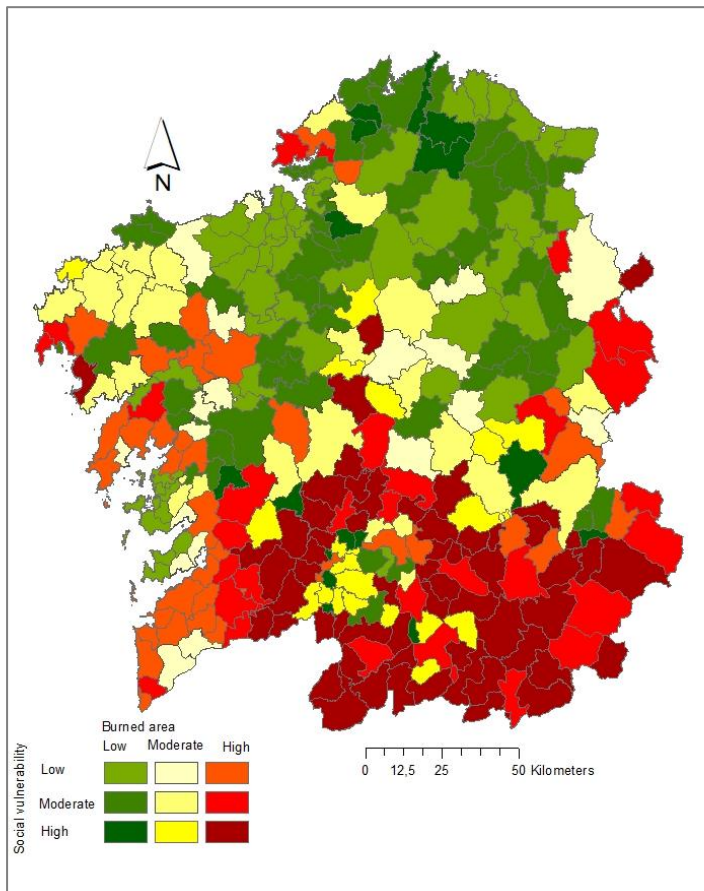 N
Burned area
Low Moderate High
Social vulnerability
Low
Moderate
High
0 12,5 25 50 Kilometers